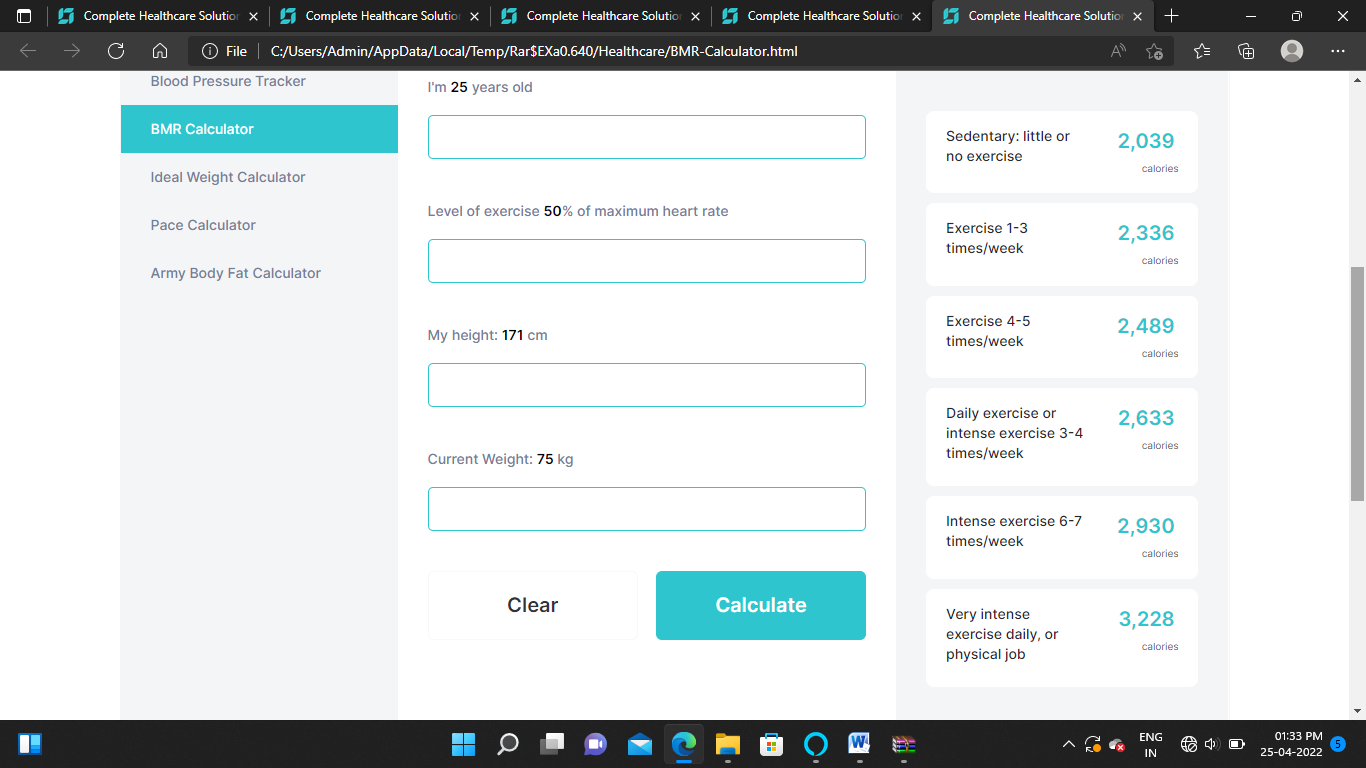 Complete Healthcare Solution
Complete Healthcare Solution
Complete Healthcare Solution
Complete Healthcare Solution
Complete Healthcare Solution
File
C:/Users/Admin/AppData/Local/Temp/Rar$EXa0.640/Healthcare/BMR-Calculator.html
Blood Pressure Tracker
BMR Calculator
Ideal Weight Calculator
Pace Calculator
Army Body Fat Calculator
I'm 25 years old
Level of exercise 50% of maximum heart rate
My height: 171 cm
Current Weight: 75 kg
Clear
Calculate
Sedentary: little or
no exercise
2,039
calories
Exercise 1-3
times/week
2,336
calories
Exercise 4-5
times/week
2,489
calories
Daily exercise or
intense exercise 3-4
times/week
2,633
calories
Intense exercise 6-7
times/week
2,930
calories
Very intense
exercise daily, or
physical job
3,228
calories
ENG
IN
01:33 PM
25-04-2022
5